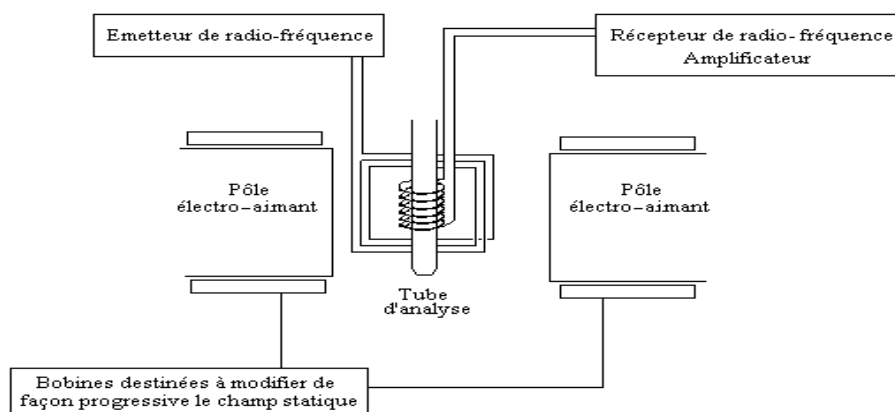 Emetteur de radio-fréquence
Récepteur de radio-fréquence
Amplificateur
Pôle
électro-aimant
Pôle
électro-aimant
Tube
d'analyse
Bobines destinées à modifier de
façon progressive le champ statique